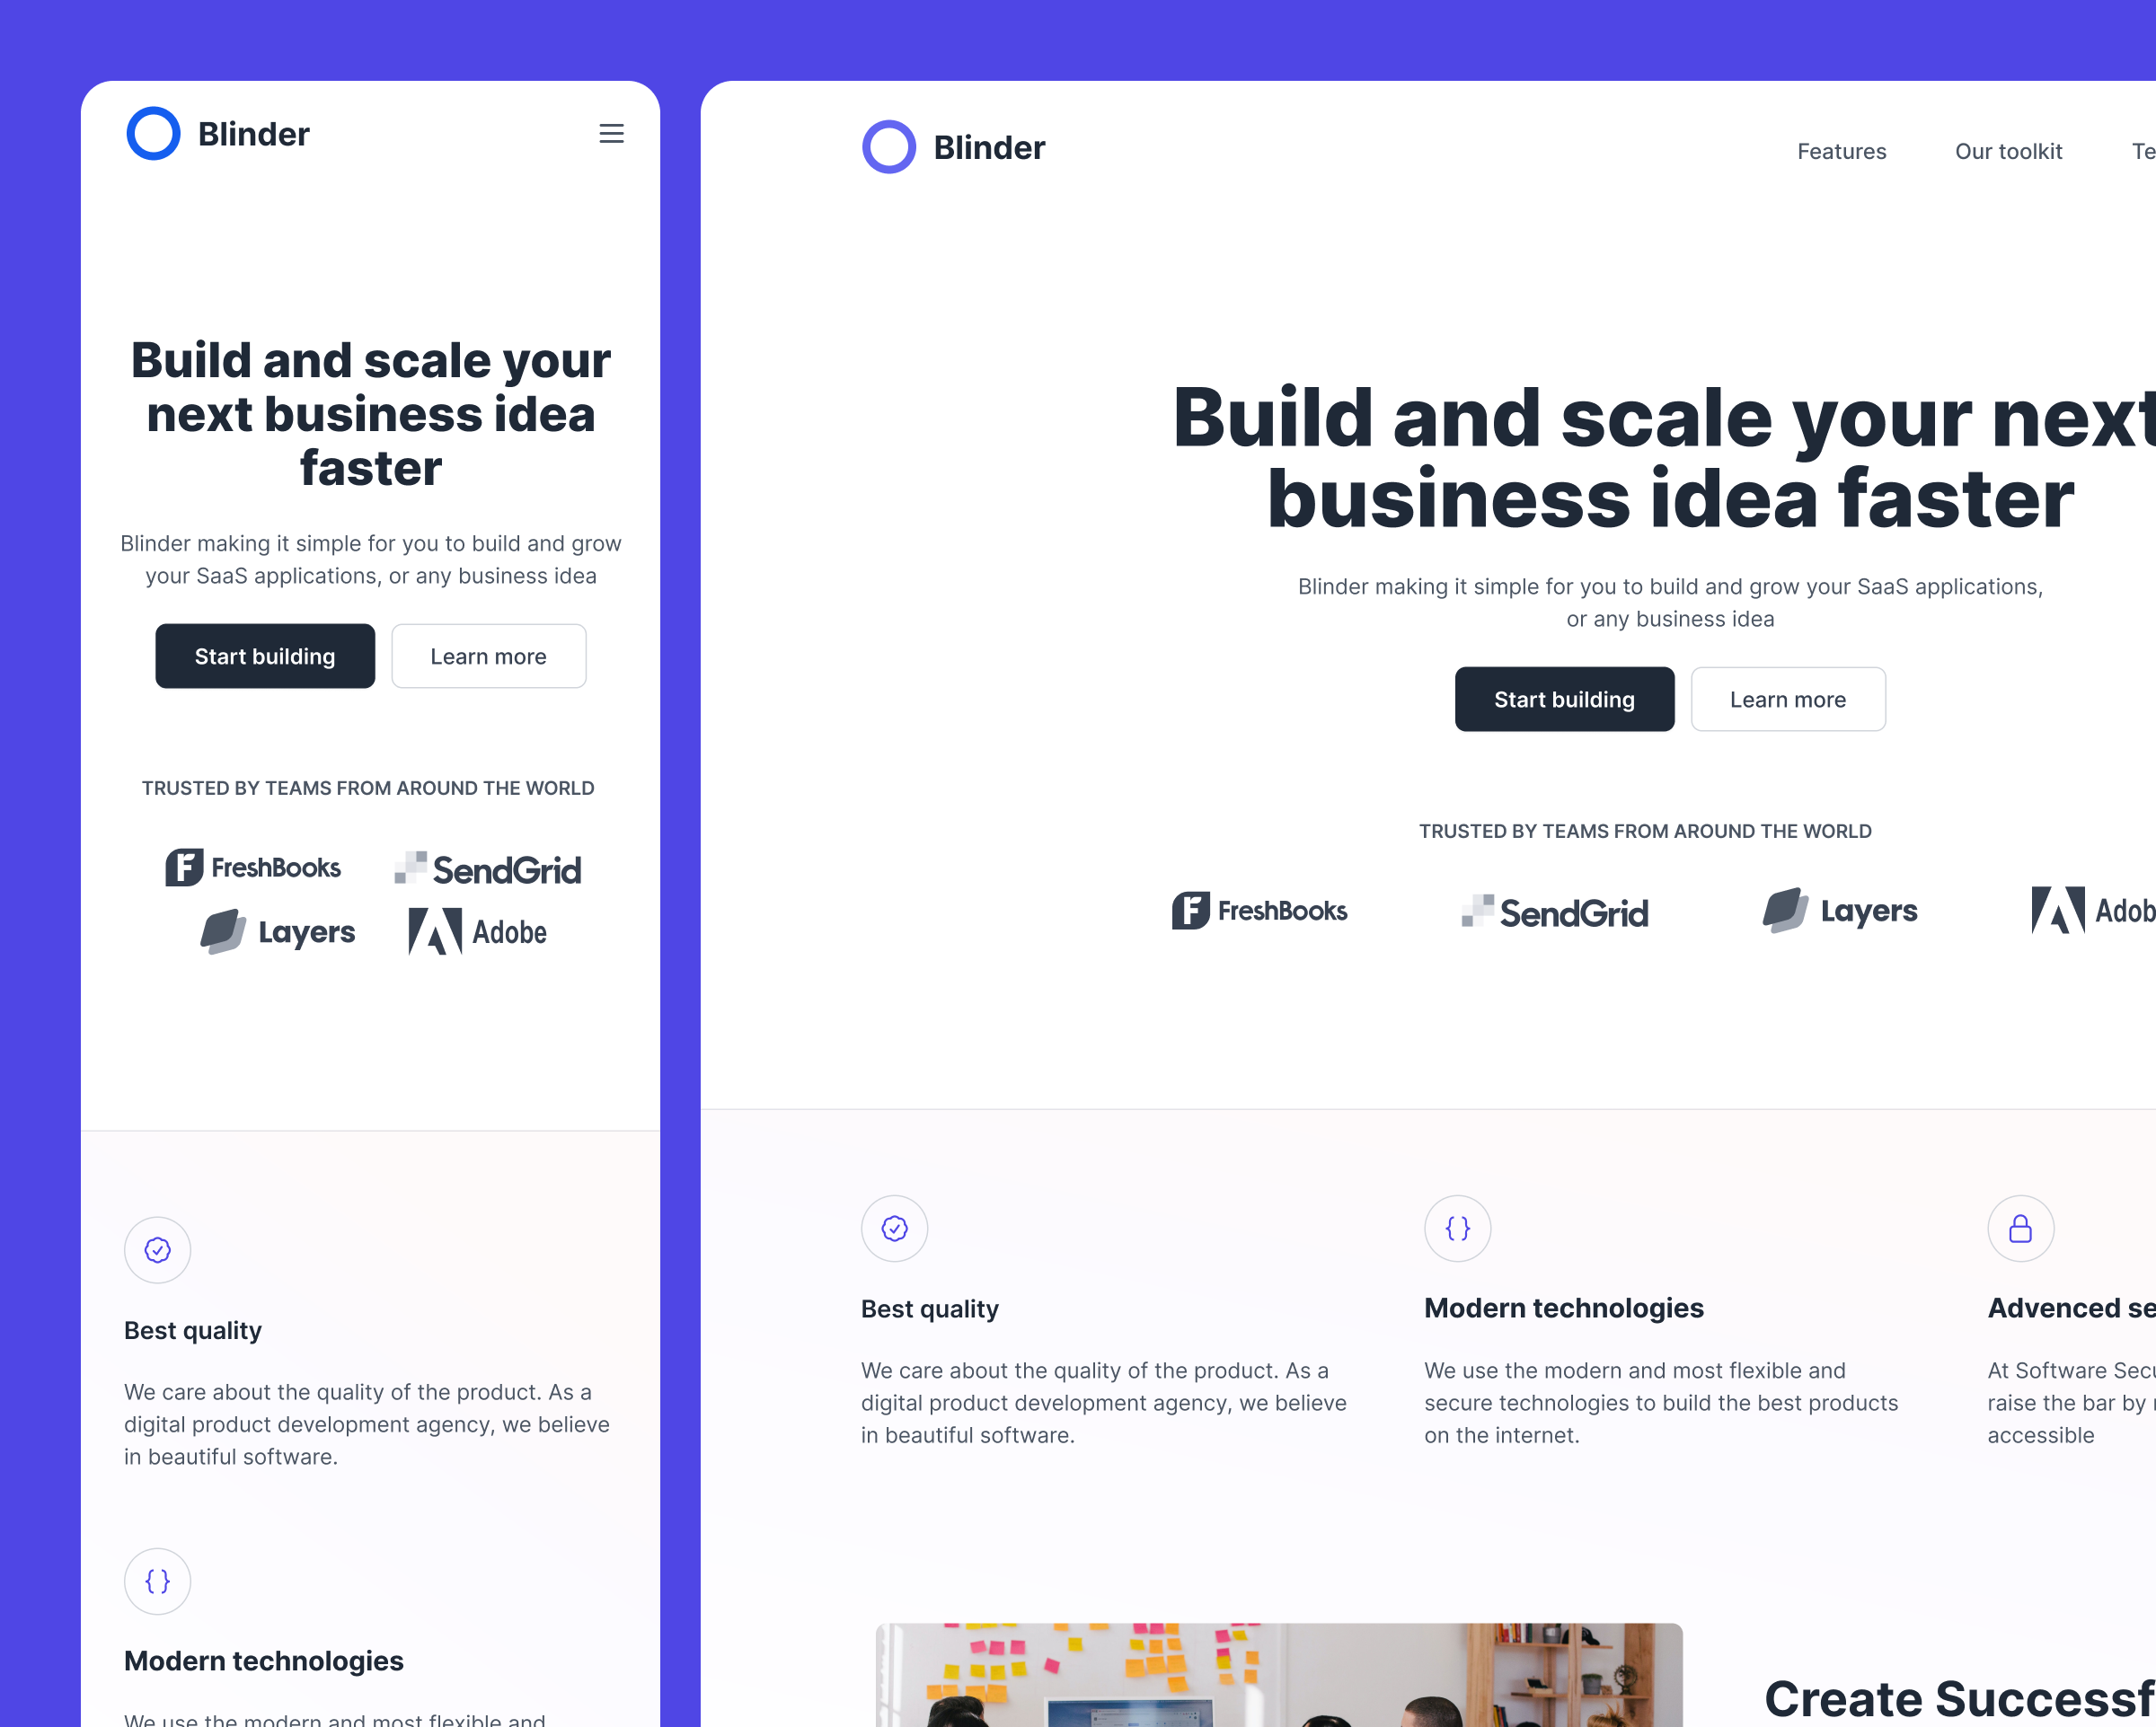 Blinder
Build and scale your
next business idea
faster
Blinder making it simple for you to build and grow
your SaaS applications, or any business idea
Start building
Learn more
TRUSTED BY TEAMS FROM AROUND THE WORLD
FreshBooks
SendGrid
Layers
Adobe
Best quality
We care about the quality of the product. As a
digital product development agency, we believe
in beautiful software.
Modern technologies
We use the modern and most flexible and
Blinder
Features
Our toolkit
Te
Build and scale your next
business idea faster
Blinder making it simple for you to build and grow your SaaS applications,
or any business idea
Start building
Learn more
TRUSTED BY TEAMS FROM AROUND THE WORLD
FreshBooks
SendGrid
Layers
Adob
Best quality
We care about the quality of the product. As a
digital product development agency, we believe
in beautiful software.
Modern technologies
We use the modern and most flexible and
secure technologies to build the best products
on the internet.
Advenced se
At Software Secu
raise the bar by
accessible
Create Successf